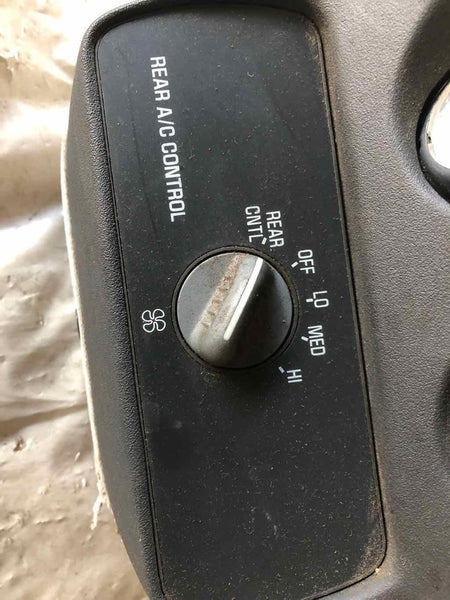 REAR A/C CONTROL
REAR
CNTL
OFF
LO
MED
HI